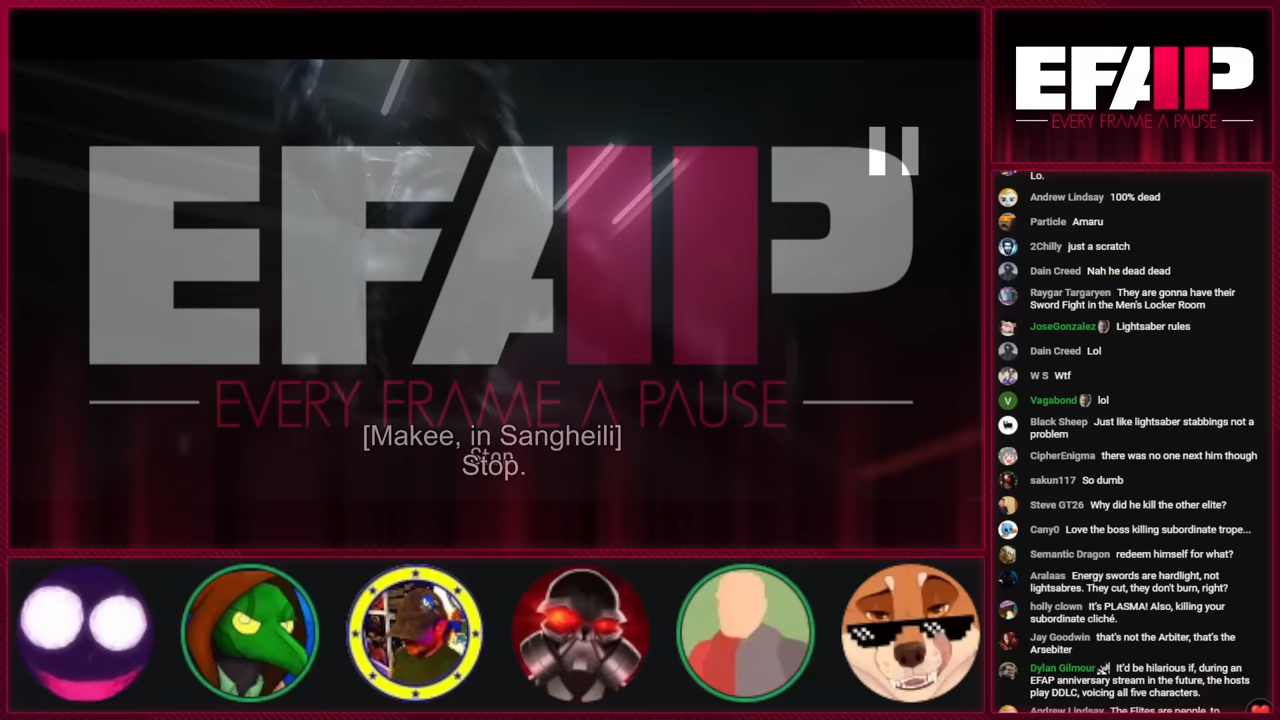 EFAP
EVERY FRAME A PAUSE
[Makee, in Sangheili]
Stop.
Stop
EFAP
EVERY FRAME A PAUSE
Lo.
Andrew Lindsay 100% dead
Particle Amaru
2Chilly just a scratch
Dain Creed Nah he dead dead
Raygar Targaryen They are gonna have their
Sword Fight in the Men's Locker Room
JoseGonzalez Lightsaber rules
Dain Creed Lol
W S Wtf
V
Vagabond lol
Black Sheep Just like lightsaber stabbings not a
problem
CipherEnigma there was no one next him though
sakun117 So dumb
Steve GT26 Why did he kill the other elite?
Cany0 Love the boss killing subordinate trope...
Semantic Dragon redeem himself for what?
Aralaas Energy swords are hardlight, not
lightsabres. They cut, they don't burn, right?
holly clown It's PLASMA! Also, killing your
subordinate cliché.
Jay Goodwin that's not the Arbiter, that's the
Arsebiter
Dylan Gilmour It'd be hilarious if, during an
EFAP anniversary stream in the future, the hosts
play DDLC, voicing all five characters.
Andrew Lindsay The Elites are people, to